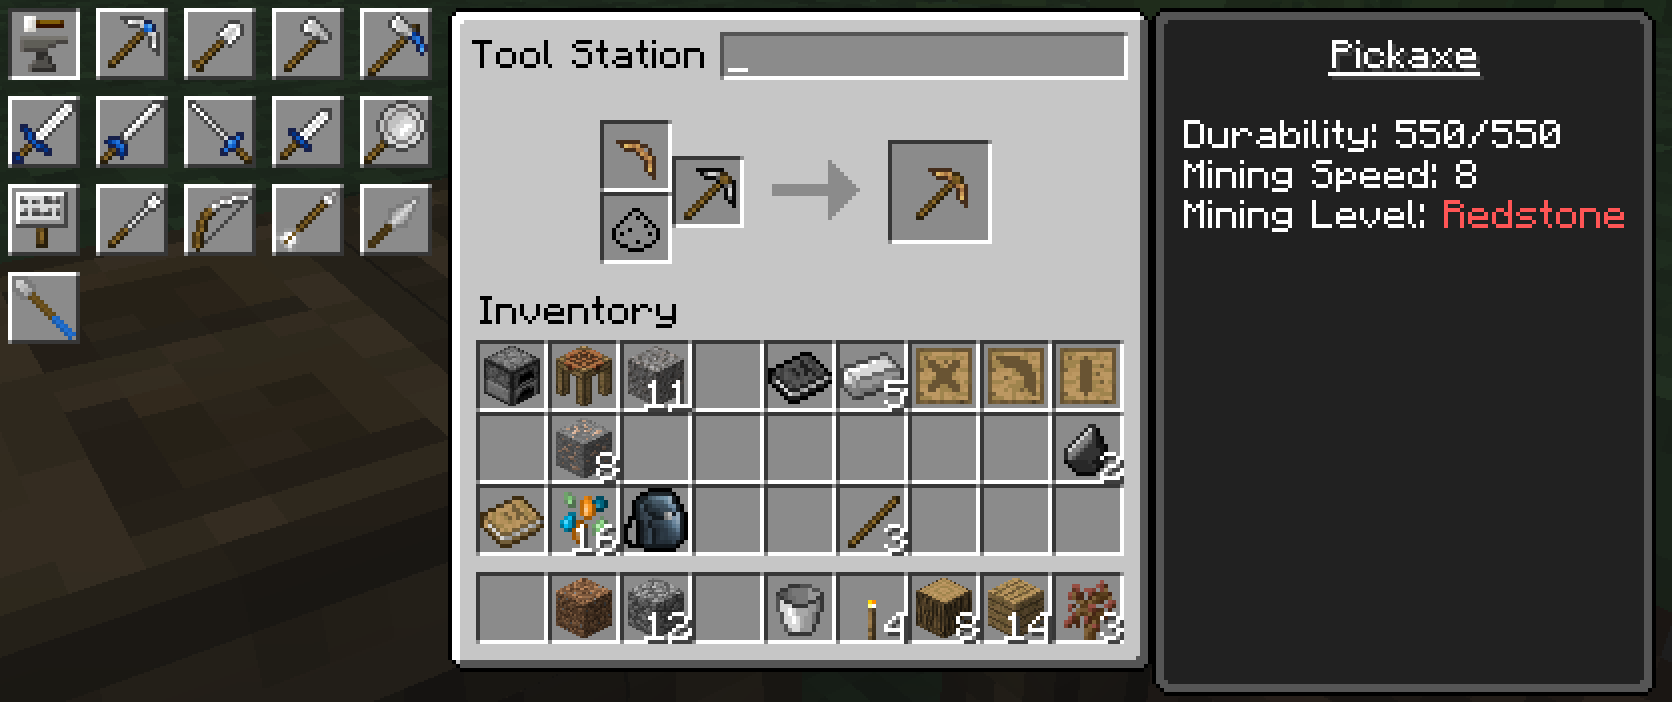 Tool Station
_
Pickaxe
Durability: 550/550
Mining Speed: 8
Mining Level: Redstone
Inventory
11
5
8
2
16
3
12
4
8
14
3